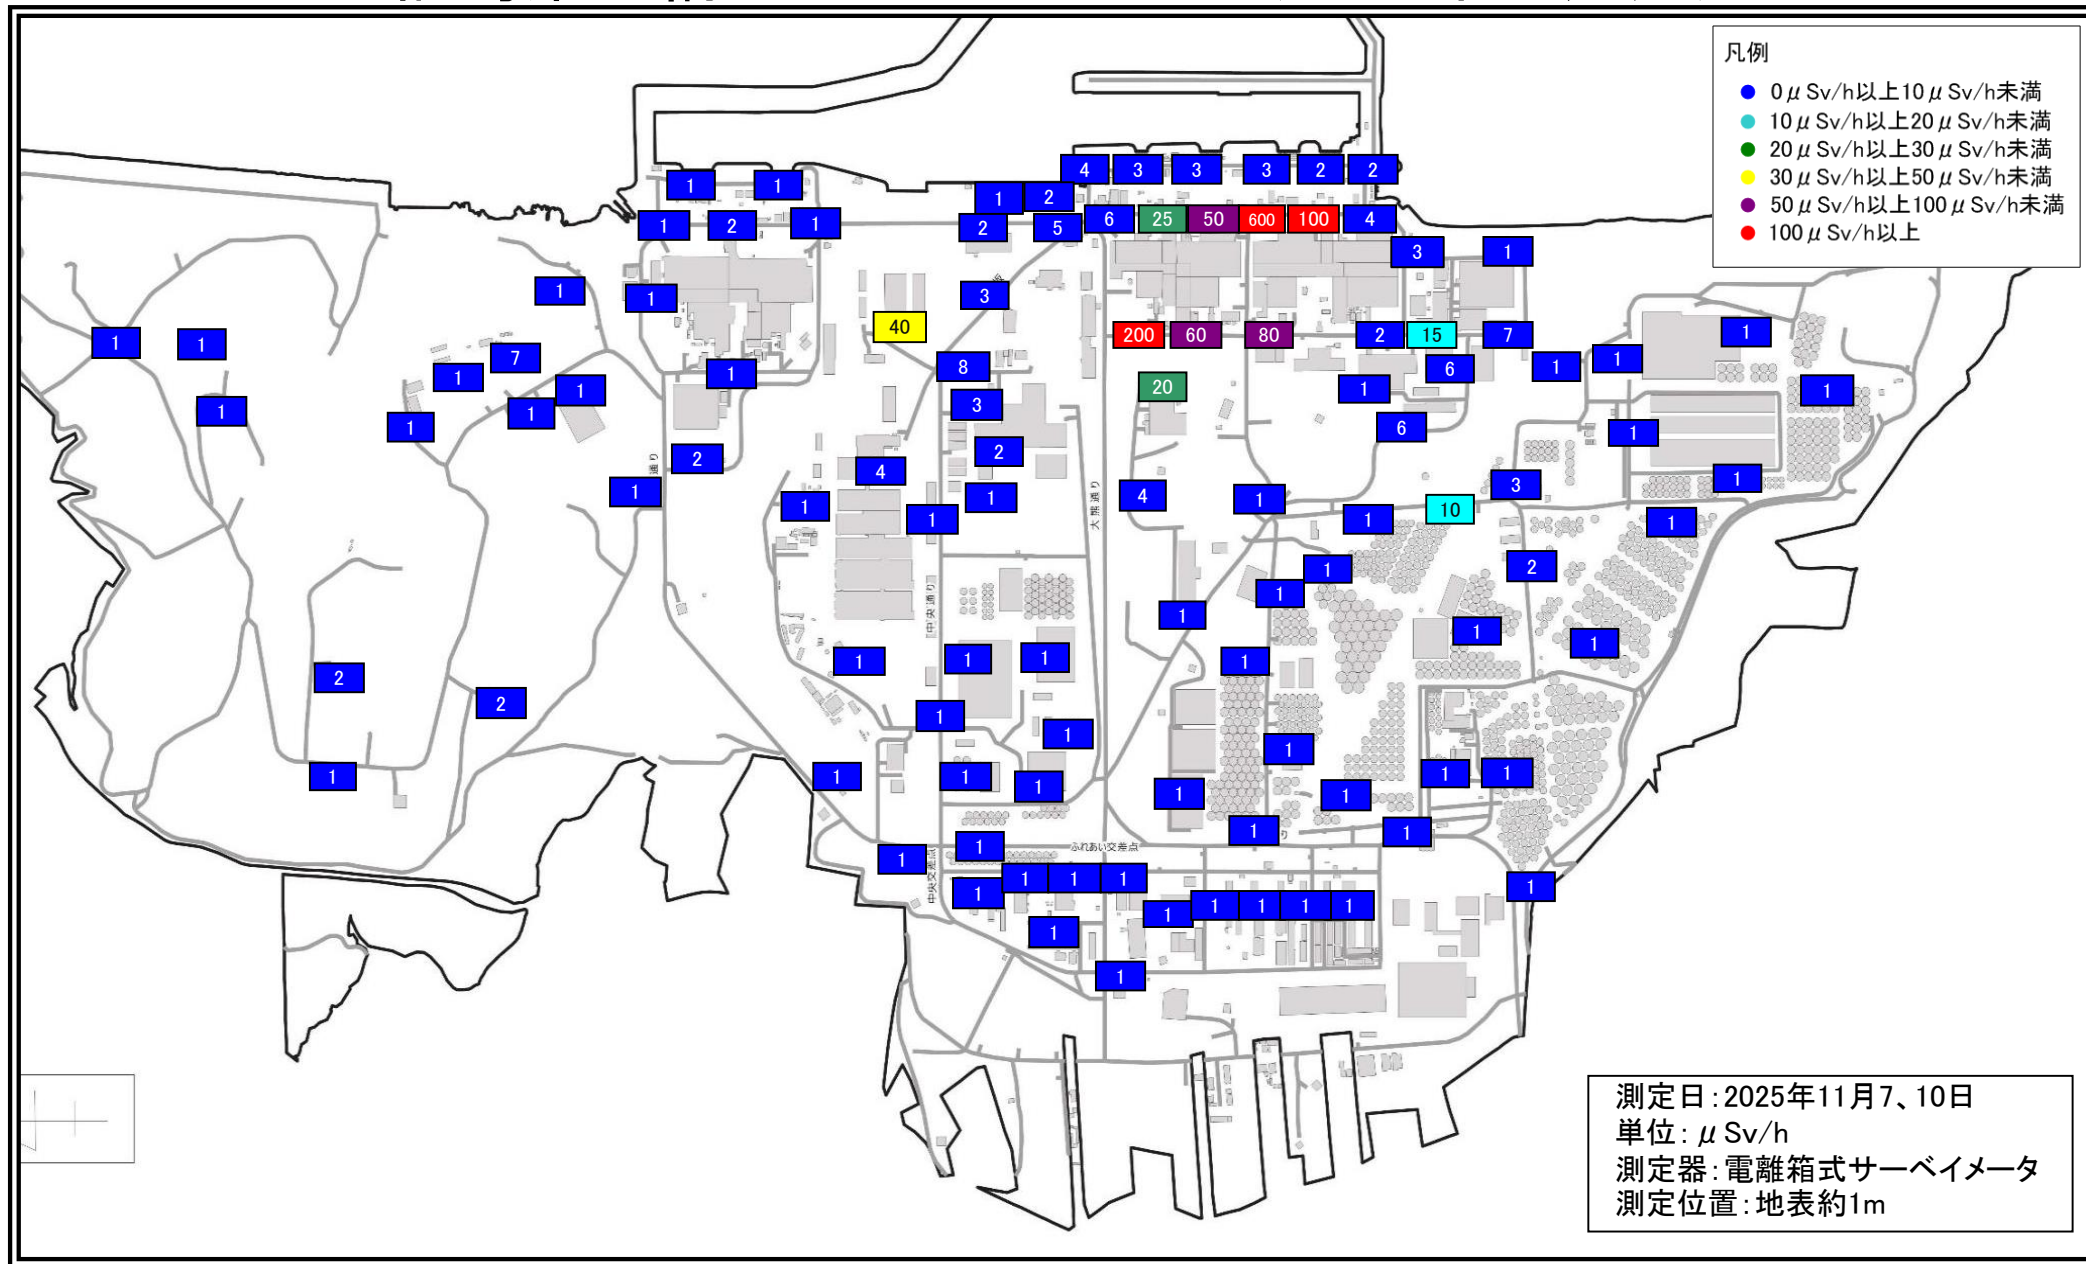 凡例
0μSv/h以上10μSv/h未満
10μSv/h以上20μSv/h未満
20μSv/h以上30μSv/h未満
30μSv/h以上50μSv/h未満
50μSv/h以上100μSv/h未満
100μSv/h以上
4 3 3 3 2 2
1 1 1 2
1 2 1 2 5 6 25 50 600 100 4
3 1
1 1 3
40
1 1 200 60 80 2 15 7 1
7 8 6 1 1
1 1 1 20 1 1
1 1 3
1 6 1
2 4 2
1 1 1 4 1 3 1
1 1 10 1
通り
大熊通り
1 2
1
中央通り
1 1 1
1 1 1 1
2
2 1
1 1
1 1 1 1 1 1
1 1
1 1
ふれあい交差点
1 1
中央交差点
1 1 1
1 1
1 1 1 1 1
1
1
測定日:2025年11月7、10日
単位:μSv/h
測定器:電離箱式サーベイメータ
測定位置:地表約1m